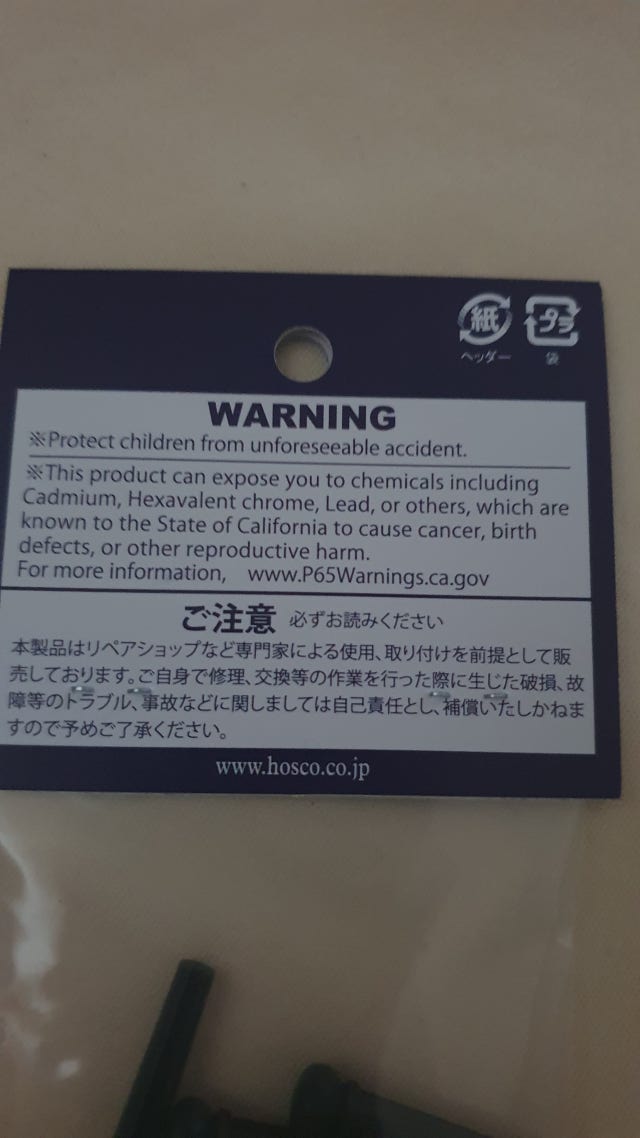 紙 プラ
ヘッダー 袋
WARNING
※Protect children from unforeseeable accident.
※This product can expose you to chemicals including
Cadmium, Hexavalent chrome, Lead, or others, which are
known to the State of California to cause cancer, birth
defects, or other reproductive harm.
For more information, www.P65Warnings.ca.gov
ご注意 必ずお読みください
本製品はリペアショップなど専門家による使用、取り付けを前提として販
売しております。ご自身で修理、交換等の作業を行った際に生じた破損、故
障等のトラブル、事故などに関しましては自己責任とし、補償いたしかねま
すので予めご了承ください。
www.hosco.co.jp